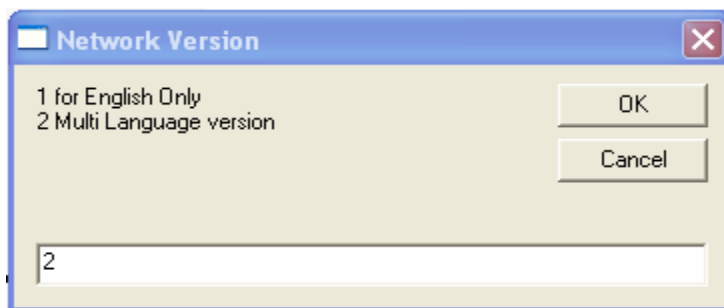 Network Version
1 for English Only
2 Multi Language version
OK
Cancel
2